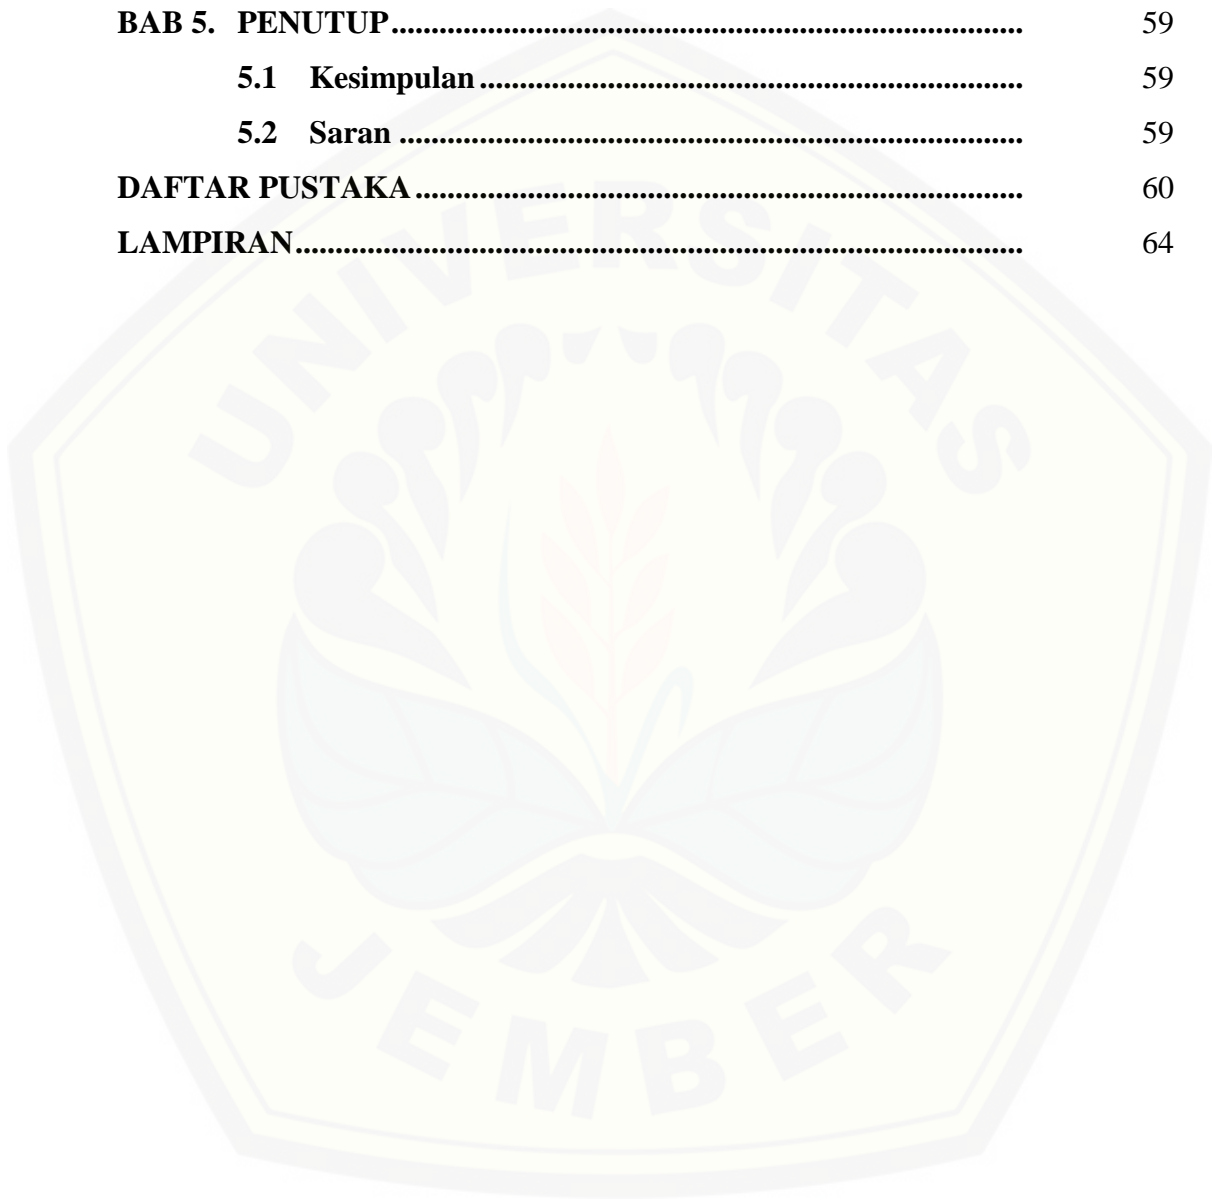 BAB 5. PENUTUP ............................................................................. 59
5.1 Kesimpulan .................................................................. 59
5.2 Saran ............................................................................ 59
DAFTAR PUSTAKA .......................................................................... 60
LAMPIRAN ......................................................................................... 64
UNIVERSITAS
JEMBER